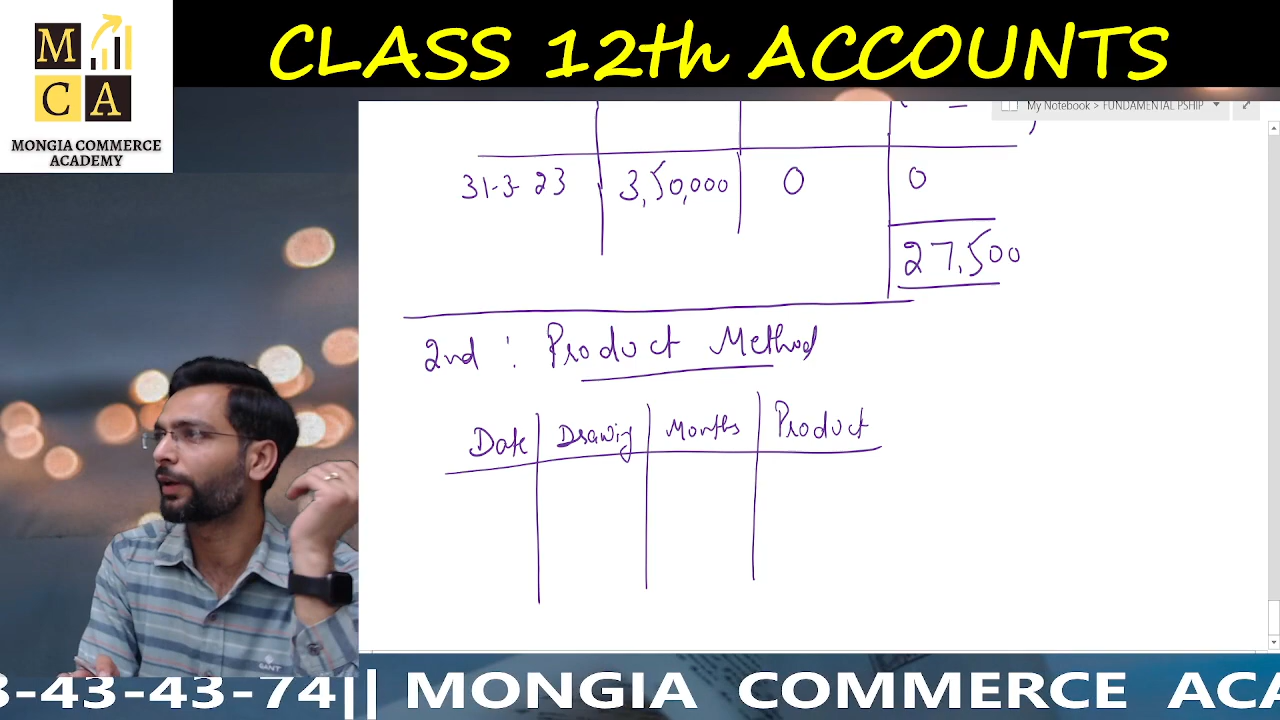 M
C A
MONGIA COMMERCE
ACADEMY
CLASS 12th ACCOUNTS
My Notebook > FUNDAMENTAL PSHIP
31-3-23 3,50,000 0 0
27,500
2nd : Product Method
Date Drawing Months Product
GANT
3-43-43-74|| MONGIA COMMERCE ACA